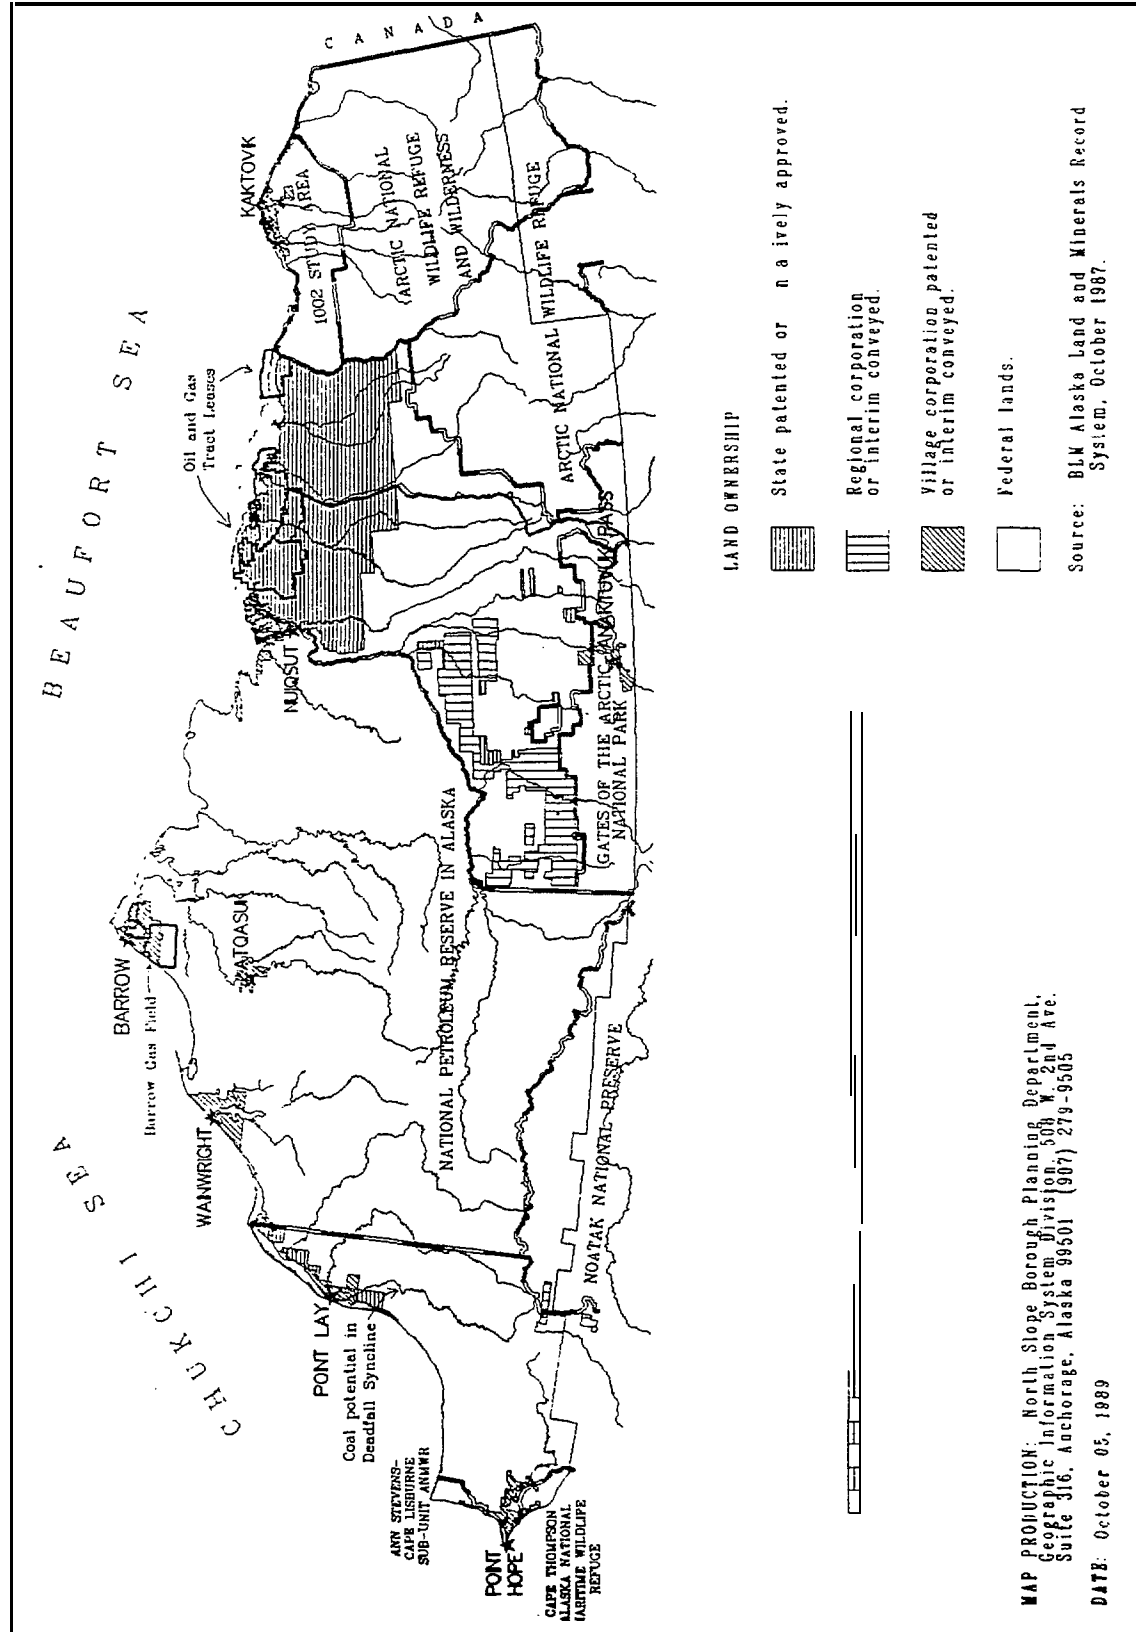 BEAUFORT SEA
CHUKCHI SEA
CANADA
KAKTOVIK
1002 STUDY
AREA
ARCTIC NATIONAL
WILDLIFE REFUGE
AND WILDERNESS
Oil and Gas
Tract Leases
ARCTIC NATIONAL WILDLIFE REFUGE
NUIQSUT
ANAKTUVUK PASS
GATES OF THE ARCTIC
NATIONAL PARK
BARROW
Barrow Gas Field
ATQASUK
NATIONAL PETROLEUM RESERVE IN ALASKA
WAINWRIGHT
NOATAK NATIONAL PRESERVE
POINT LAY
Coal potential in
Deadfall Syncline
ANN STEVENS-
CAPE LISBURNE
SUB-UNIT ANMWR
POINT
HOPE
CAPE THOMPSON
ALASKA NATIONAL
MARITIME WILDLIFE
REFUGE
LAND OWNERSHIP
State patented or n a ively approved.
Regional corporation
or interim conveyed.
Village corporation patented
or interim conveyed.
Federal lands.
Source: BLM Alaska Land and Minerals Record
System, October 1987.
MAP PRODUCTION: North Slope Borough Planning Department,
Geographic Information System Division, 508 W. 2nd Ave.
Suite 316, Anchorage, Alaska 99501 (907) 279-9505
DATE: October 05, 1989